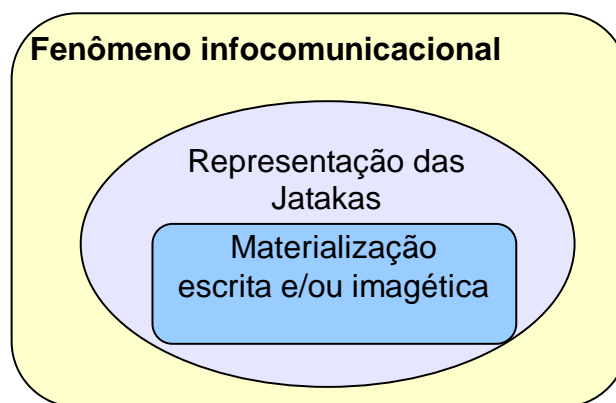 Fenômeno infocomunicacional
Representação das
Jatakas
Materialização
escrita e/ou imagética